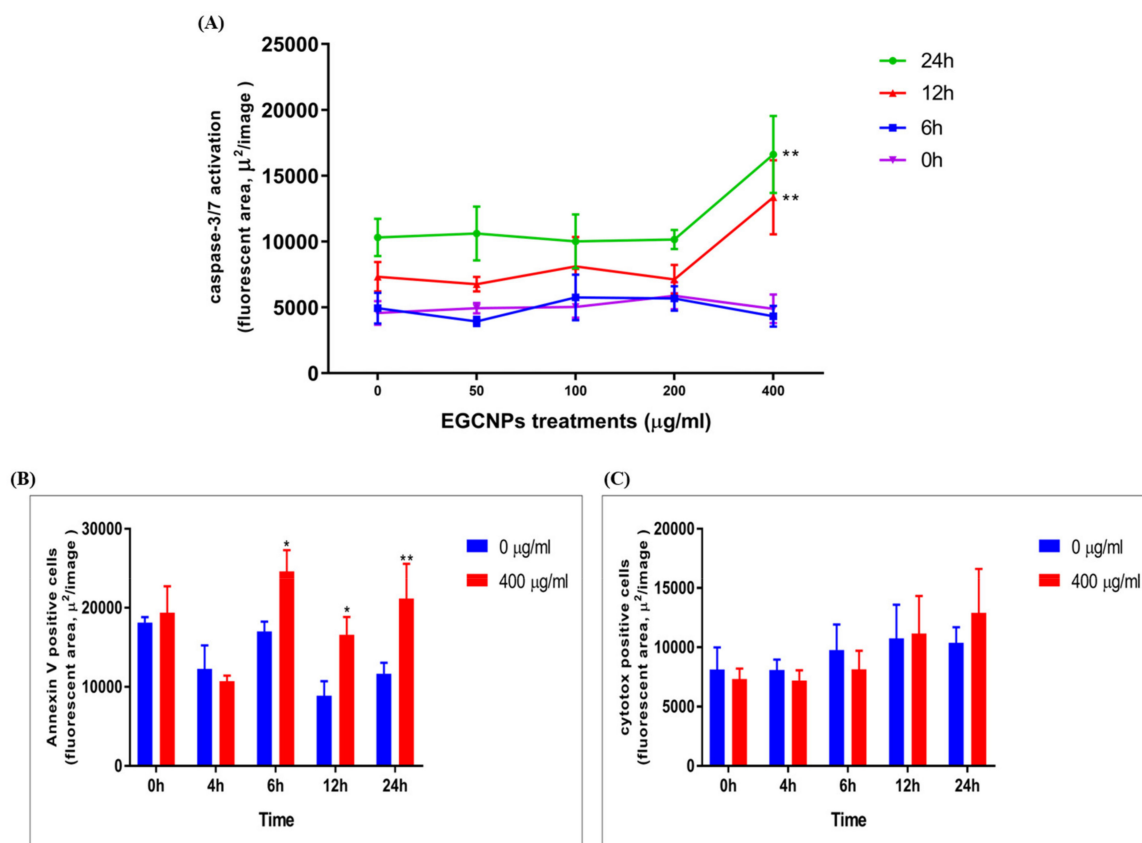 (A)
25000
20000
15000
10000
5000
0
caspase-3/7 activation
(fluorescent area, μ²/image )
**
**
0 50 100 200 400
EGCNPs treatments (μg/ml)
24h
12h
6h
0h
(B)
30000
20000
10000
0
Annexin V positive cells
(fluorescent area, μ²/image )
*
*
**
0h 4h 6h 12h 24h
Time
0 μg/ml
400 μg/ml
(C)
20000
15000
10000
5000
0
cytotox positive cells
(fluorescent area, μ²/image )
0h 4h 6h 12h 24h
Time
0 μg/ml
400 μg/ml